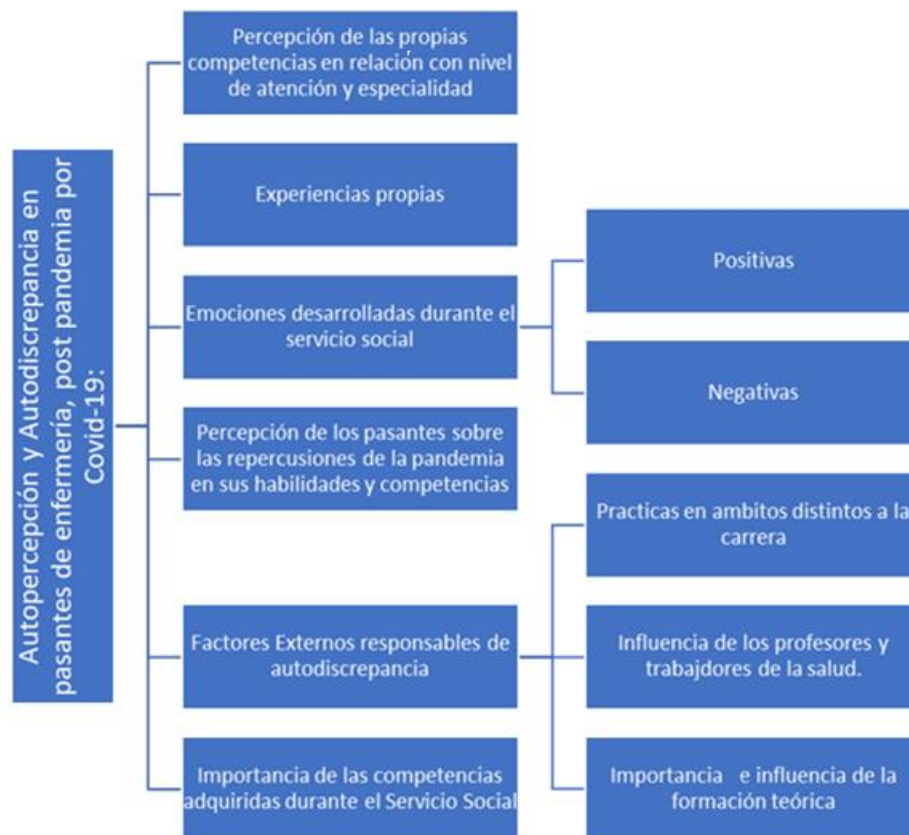 Autopercepción y Autodiscrepancia en
pasantes de enfermería, post pandemia por
Covid-19:
Percepción de las propias
competencias en relación con nivel
de atención y especialidad
Experiencias propias
Emociones desarrolladas durante el
servicio social
Positivas
Negativas
Percepción de los pasantes sobre
las repercusiones de la pandemia
en sus habilidades y competencias
Factores Externos responsables de
autodiscrepancia
Practicas en ambitos distintos a la
carrera
Influencia de los profesores y
trabajdores de la salud.
Importancia e influencia de la
formación teórica
Importancia de las competencias
adquiridas durante el Servicio Social